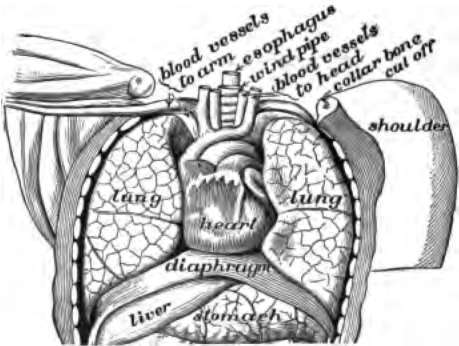 blood vessels
to arm
esophagus
wind pipe
blood vessels
to head
collar bone
cut off
shoulder
lung
lung
heart
diaphragm
liver
stomach